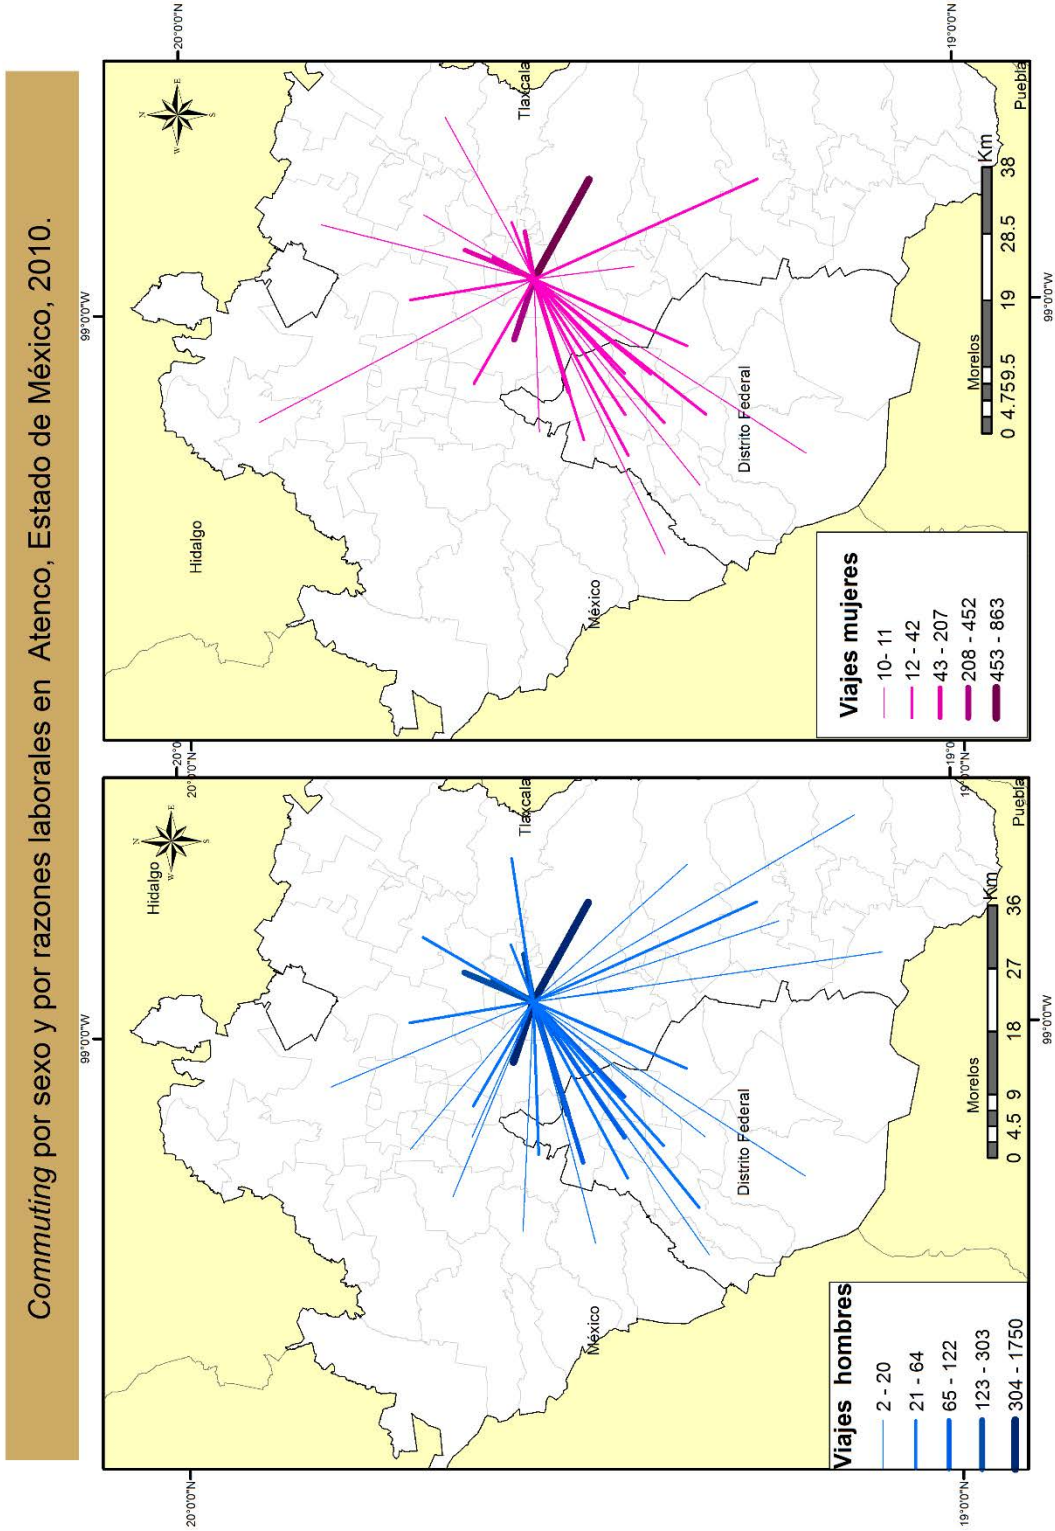 Commuting por sexo y por razones laborales en Atenco, Estado de México, 2010.
99°0'0"W
99°0'0"W
20°0'0"N
20°0'0"N
20°0
20°0'0"N
Hidalgo
N
W
E
S
Hidalgo
N
W
E
S
Tlaxcala
Tlaxcala
México
México
Distrito Federal
Distrito Federal
Morelos
Morelos
Puebla
Puebla
19°0'0"N
19°0'0"N
19°0'0"N
Viajes hombres
2 - 20
21 - 64
65 - 122
123 - 303
304 - 1750
0 4.5 9 18 27 36
Km
Viajes mujeres
10 - 11
12 - 42
43 - 207
208 - 452
453 - 863
0 4.759.5 19 28.5 38
Km
99°0'0"W
99°0'0"W